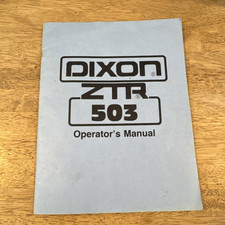 DIXON
ZTR
503
Operator's Manual